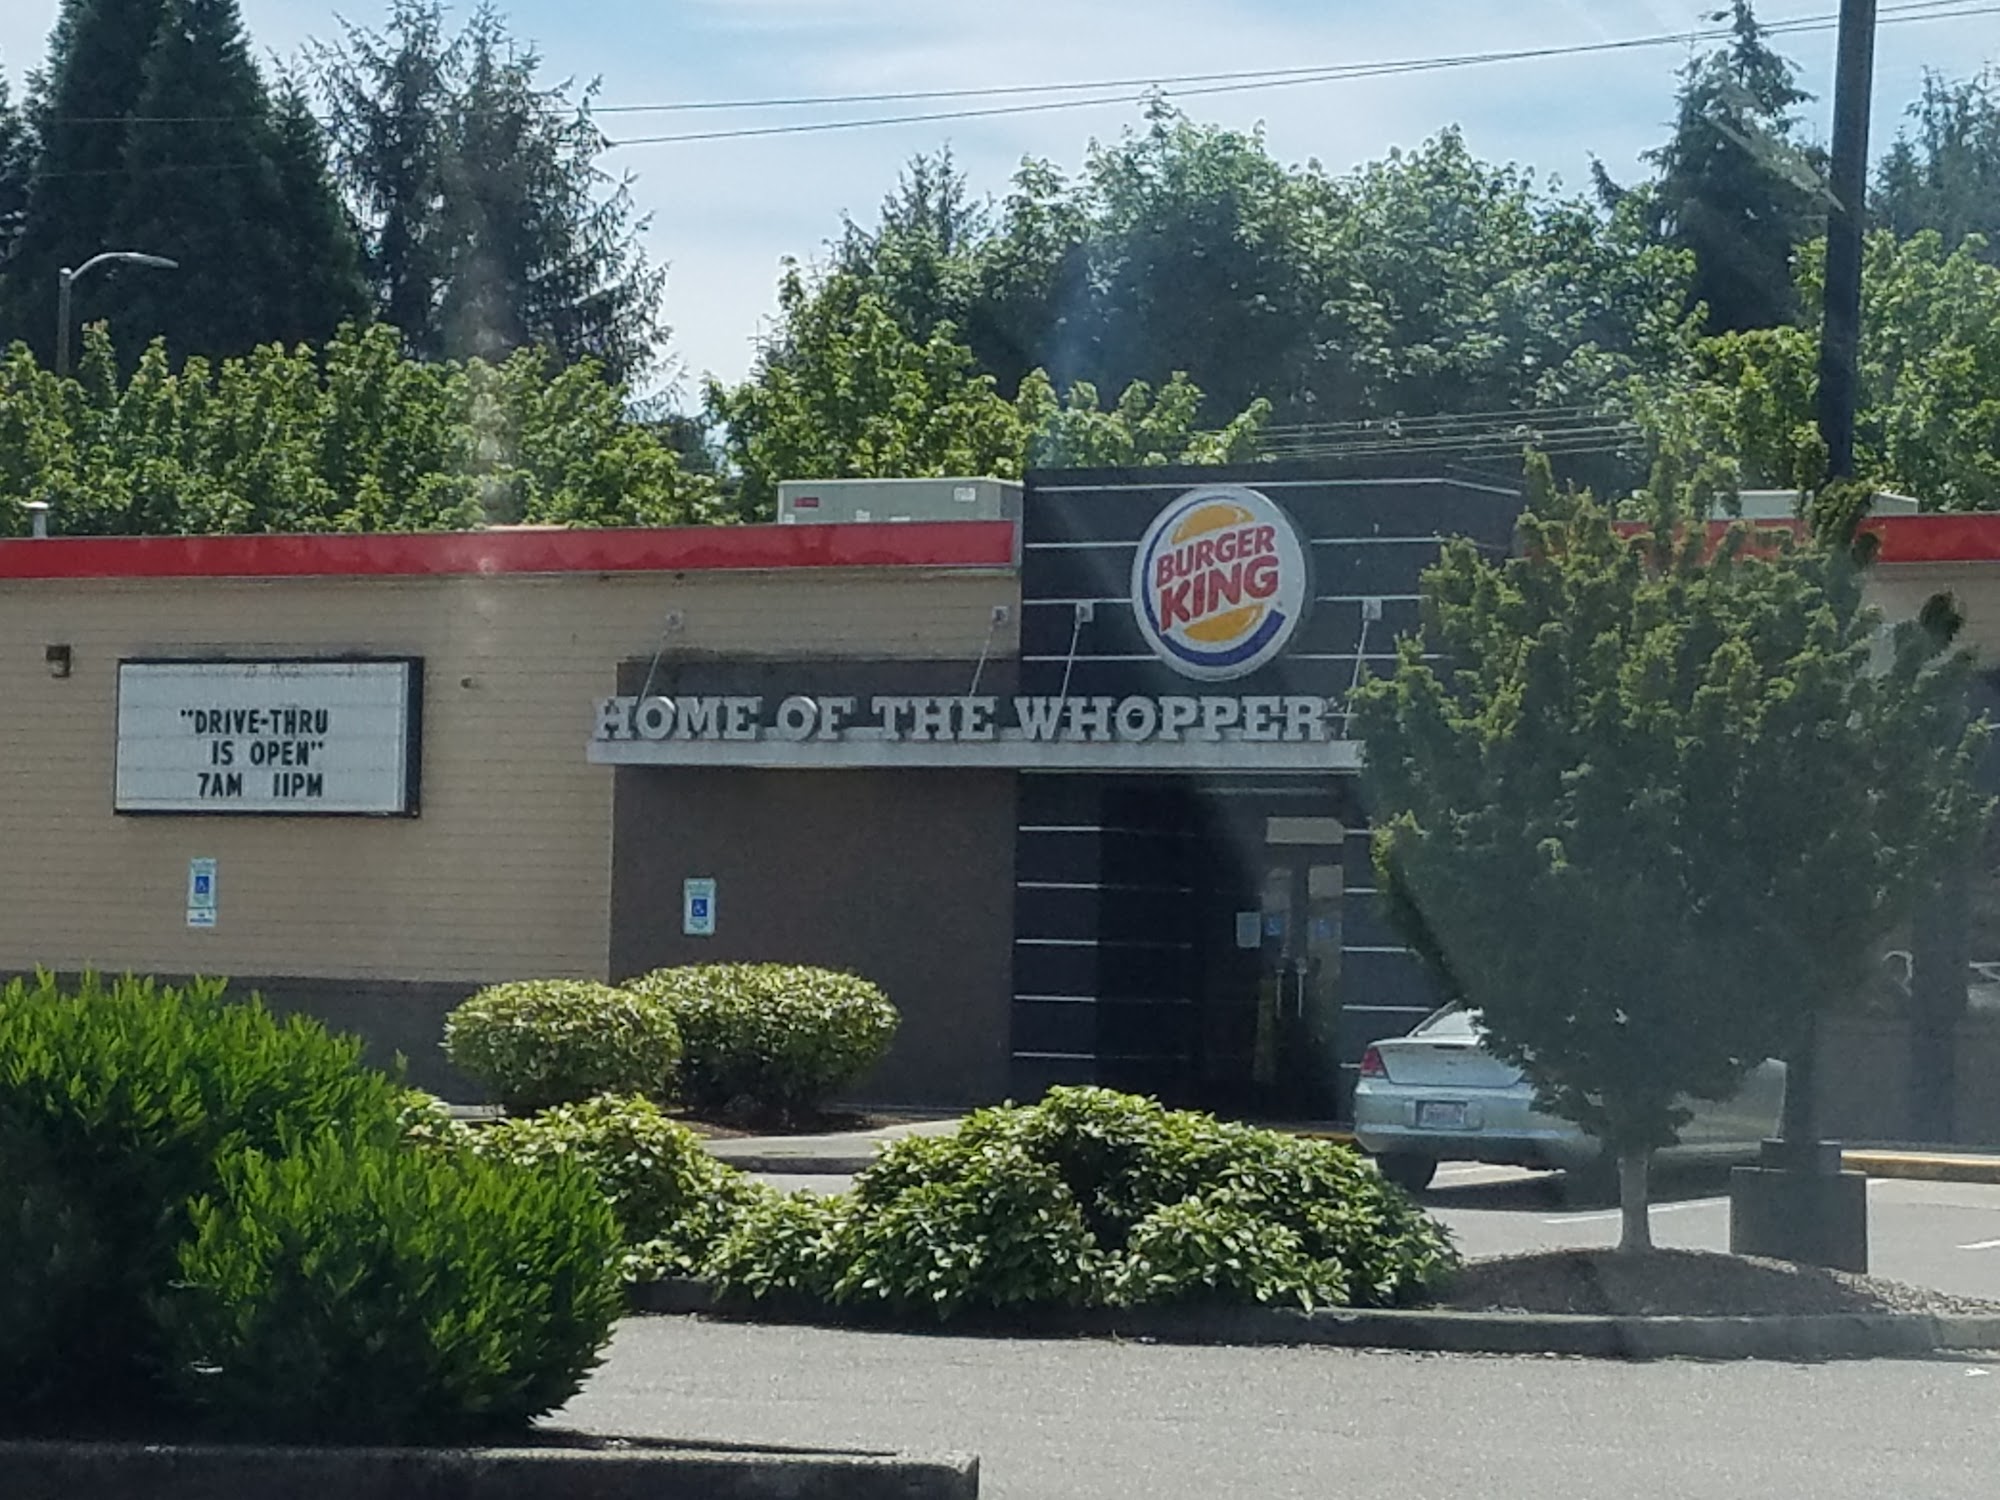 BURGER
KING
HOME OF THE WHOPPER
"DRIVE-THRU
IS OPEN"
7AM 11PM